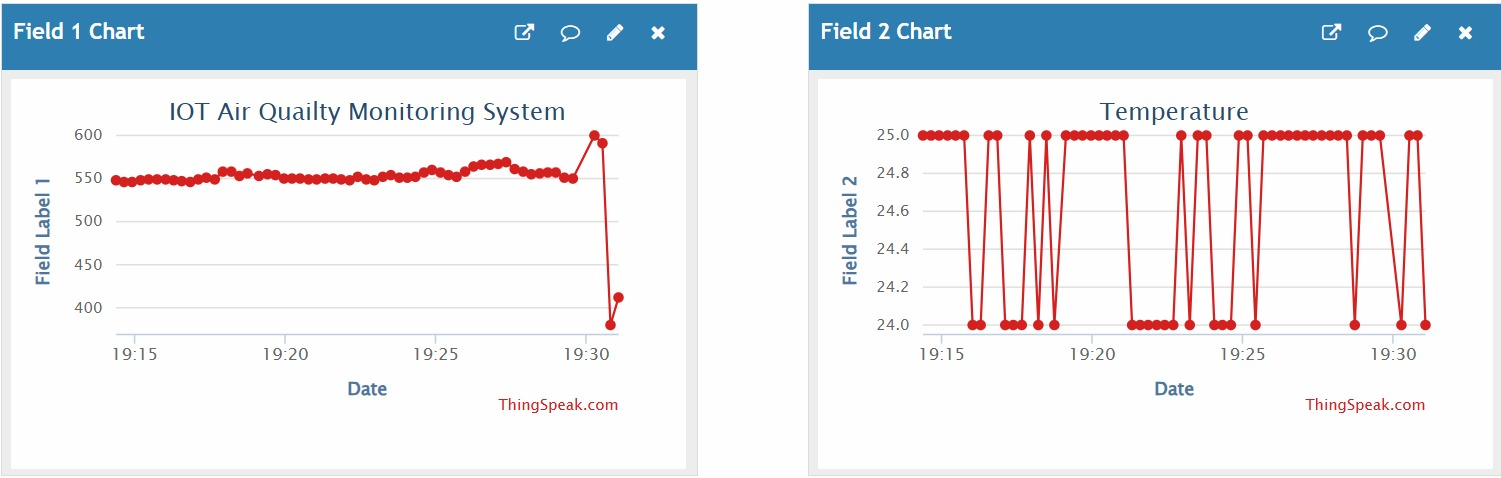 Field 1 Chart
IOT Air Quailty Monitoring System
600
550
500
450
400
Field Label 1
19:15 19:20 19:25 19:30
Date
ThingSpeak.com
Field 2 Chart
Temperature
25.0
24.8
24.6
24.4
24.2
24.0
Field Label 2
19:15 19:20 19:25 19:30
Date
ThingSpeak.com